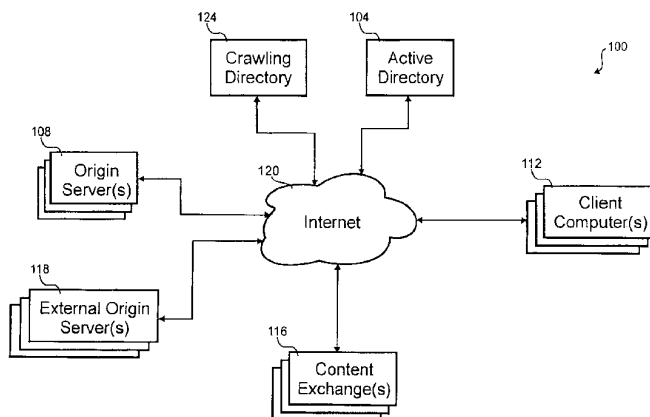 124
Crawling
Directory
104
Active
Directory
100
108
Origin
Server(s)
120
Internet
112
Client
Computer(s)
118
External Origin
Server(s)
116
Content
Exchange(s)